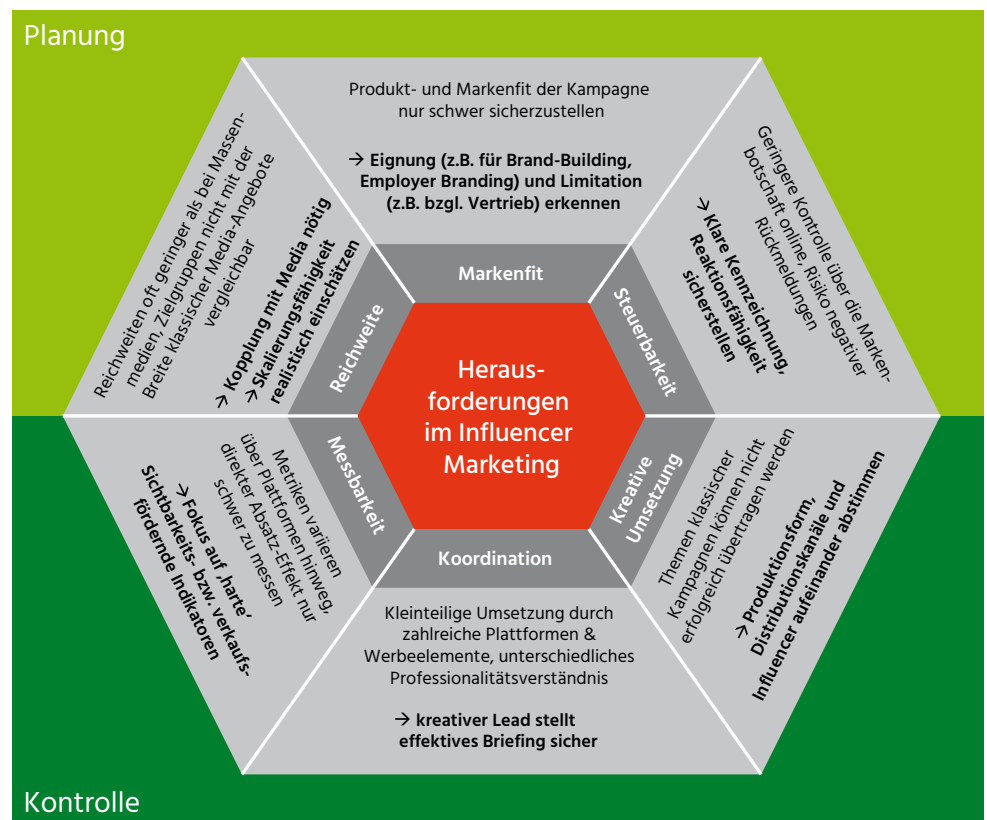 Planung
Produkt- und Markenfit der Kampagne
nur schwer sicherzustellen
→ Eignung (z.B. für Brand-Building,
Employer Branding) und Limitation
(z.B. bzgl. Vertrieb) erkennen
Markenfit
Geringere Kontrolle über die Marken-
botschaft online, Risiko negativer
Rückmeldungen
→ Klare Kennzeichnung,
Reaktionsfähigkeit
sicherstellen
Steuerbarkeit
Themen klassischer
Kampagnen können nicht
erfolgreich übertragen werden
→ Produktionsform,
Distributionskanäle und
Influencer aufeinander abstimmen
Kreative
Umsetzung
Koordination
Kleinteilige Umsetzung durch
zahlreiche Plattformen &
Werbeelemente, unterschiedliches
Professionalitätsverständnis
→ kreativer Lead stellt
effektives Briefing sicher
Messbarkeit
Metriken variieren
über Plattformen hinweg,
direkter Absatz-Effekt nur
schwer zu messen
→ Fokus auf ‚harte‘
Sichtbarkeits- bzw. verkaufs-
fördernde Indikatoren
Reichweiten oft geringer als bei Massen-
medien, Zielgruppen nicht mit der
Breite klassischer Media-Angebote
vergleichbar
→ Kopplung mit Media nötig
→ Skalierungsfähigkeit
realistisch einschätzen
Reichweite
Heraus-
forderungen
im Influencer
Marketing
Kontrolle